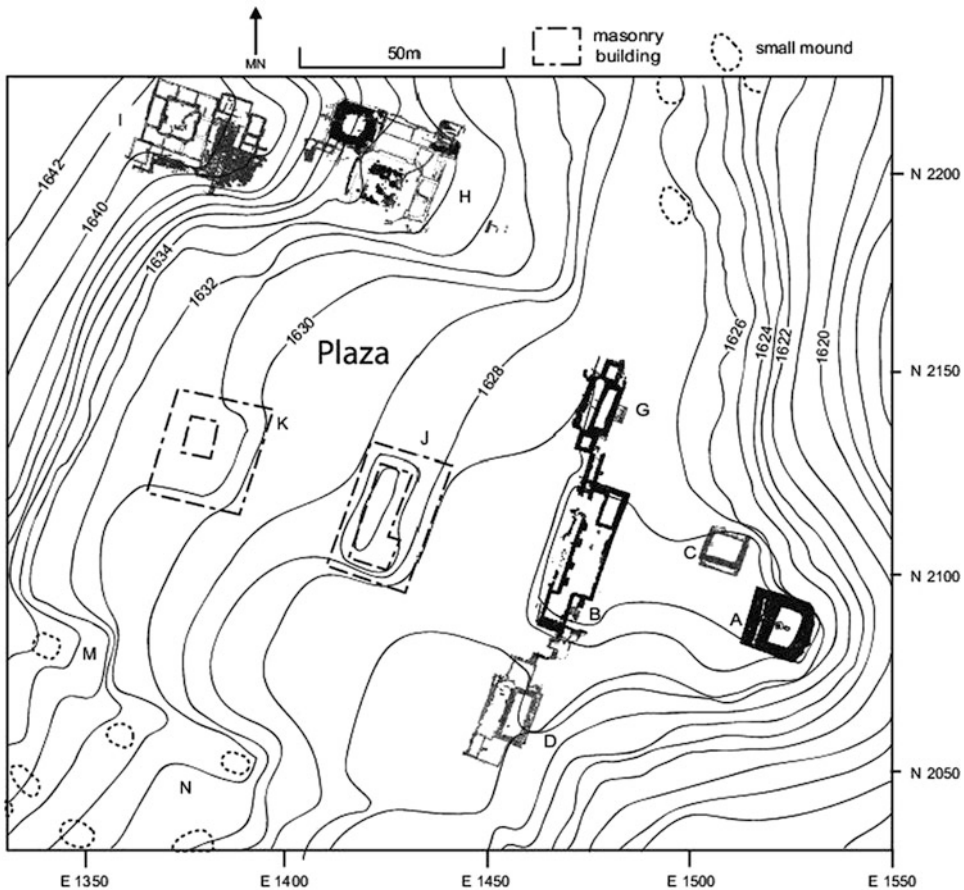 MN
50m
masonry
building
small mound
I
H
1642
1640
1634
1632
1630
1628
1626
1624
1622
1620
N 2200
Plaza
N 2150
K
J
G
C
N 2100
A
B
M
D
N
N 2050
E 1350
E 1400
E 1450
E 1500
E 1550